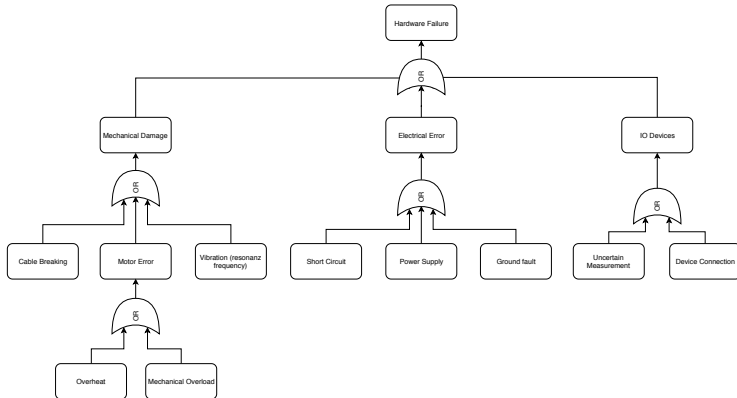 Hardware Failure
OR
Mechanical Damage
Electrical Error
IO Devices
OR
OR
OR
Cable Breaking
Motor Error
Vibration (resonanz
frequency)
Short Circuit
Power Supply
Ground fault
Uncertain
Measurement
Device Connection
OR
Overheat
Mechanical Overload